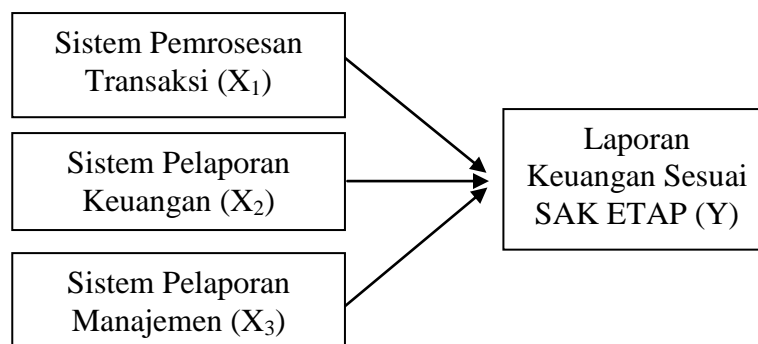 Sistem Pemrosesan
Transaksi (X₁)
Sistem Pelaporan
Keuangan (X₂)
Sistem Pelaporan
Manajemen (X₃)
Laporan
Keuangan Sesuai
SAK ETAP (Y)